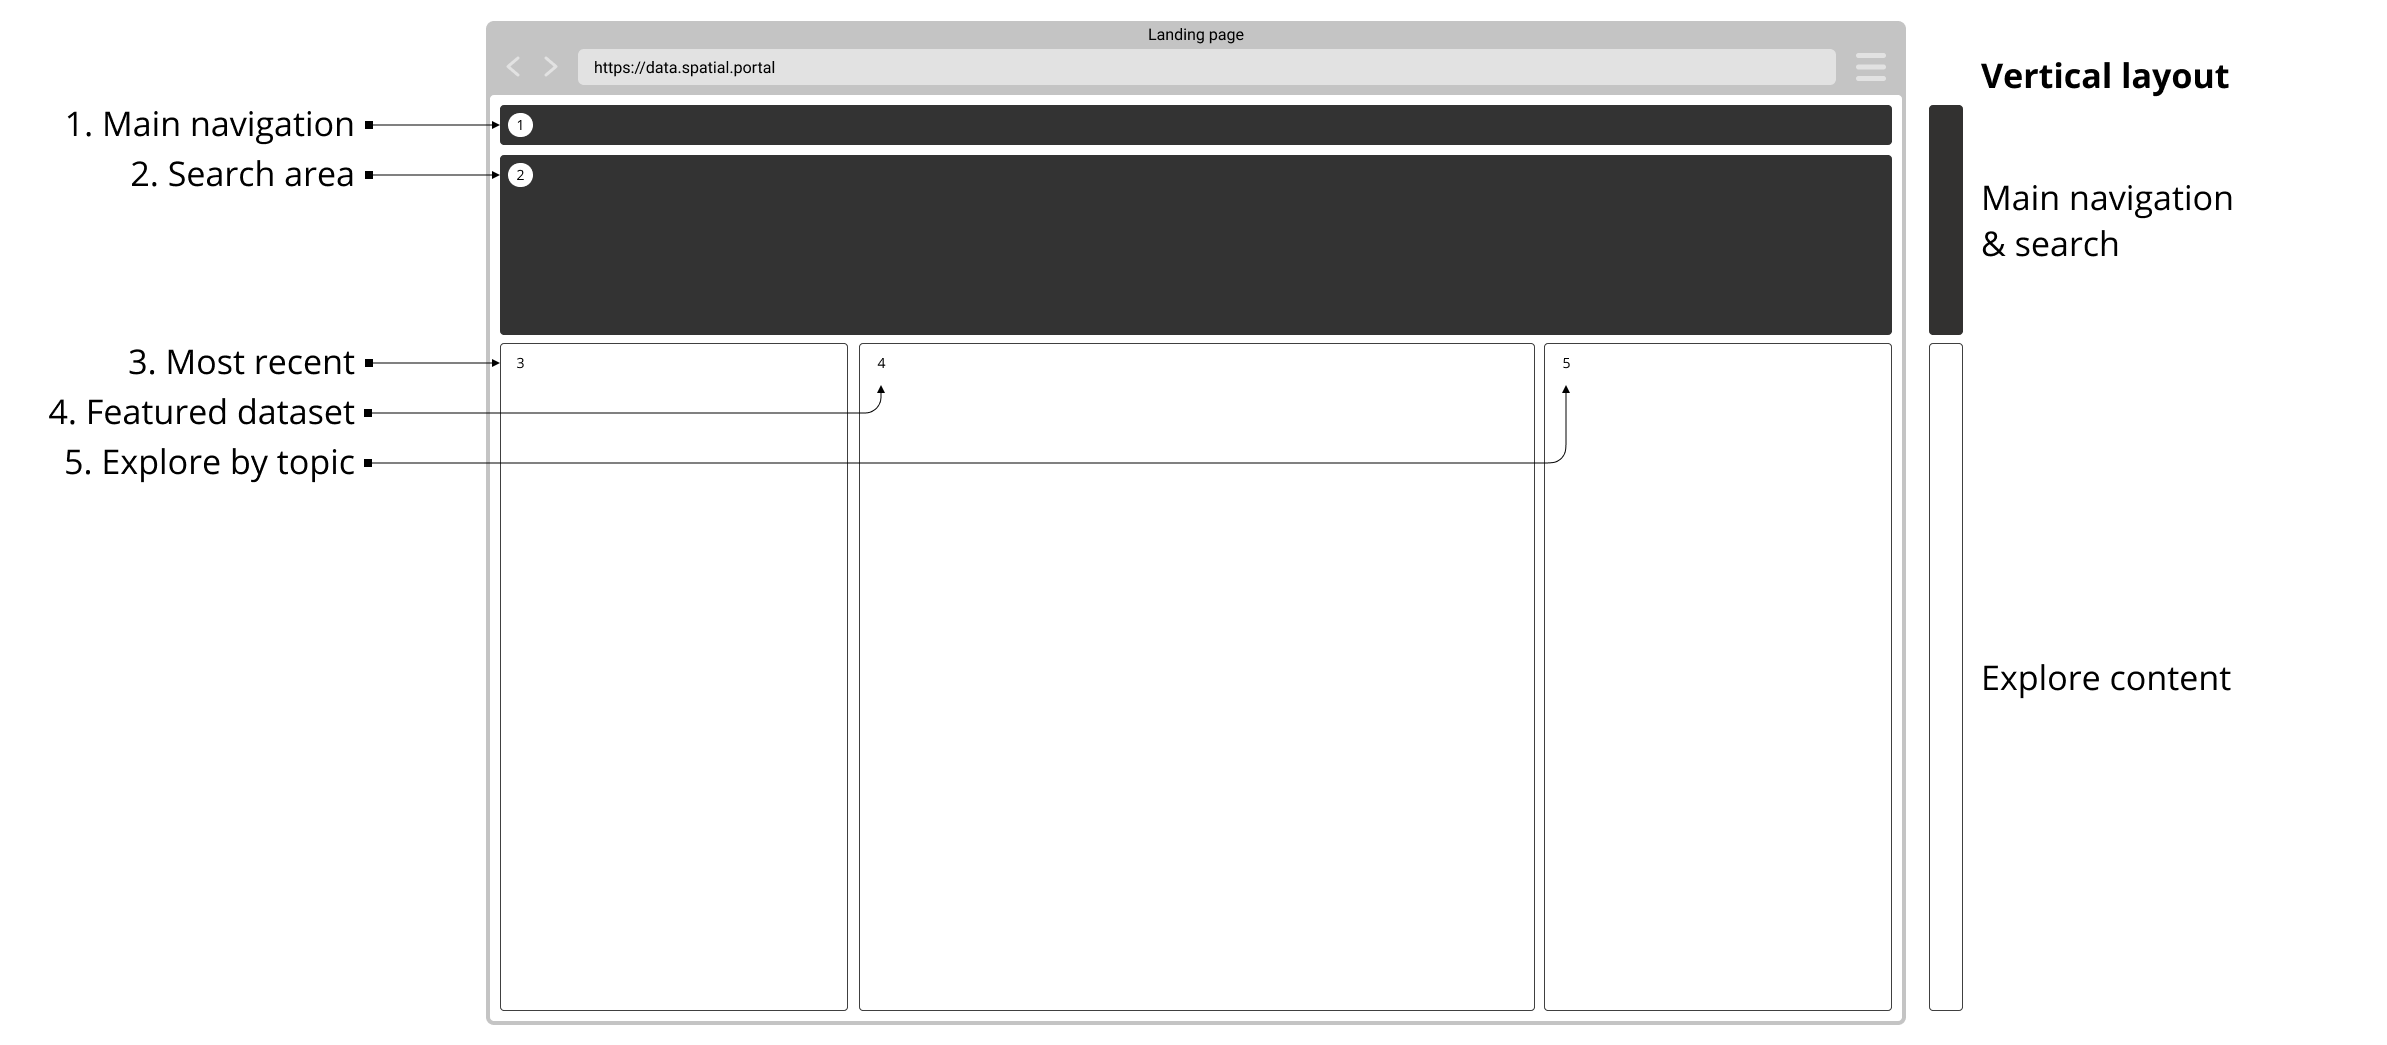 Landing page
https://data.spatial.portal
Vertical layout
1. Main navigation
1
2. Search area
2
Main navigation
& search
3. Most recent
3
4
5
4. Featured dataset
5. Explore by topic
Explore content